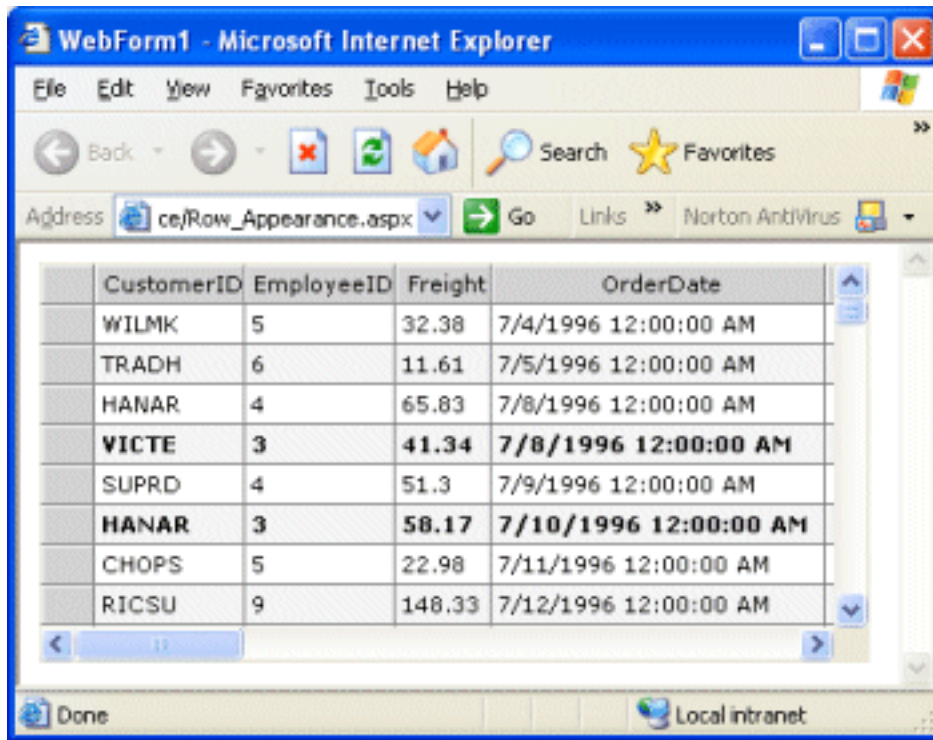 WebForm1 - Microsoft Internet Explorer
File Edit View Favorites Tools Help
Back Search Favorites
Address ce/Row_Appearance.aspx Go Links Norton AntiVirus
CustomerID EmployeeID Freight OrderDate
WILMK 5 32.38 7/4/1996 12:00:00 AM
TRADH 6 11.61 7/5/1996 12:00:00 AM
HANAR 4 65.83 7/8/1996 12:00:00 AM
VICTE 3 41.34 7/8/1996 12:00:00 AM
SUPRD 4 51.3 7/9/1996 12:00:00 AM
HANAR 3 58.17 7/10/1996 12:00:00 AM
CHOPS 5 22.98 7/11/1996 12:00:00 AM
RICSU 9 148.33 7/12/1996 12:00:00 AM
Done Local intranet